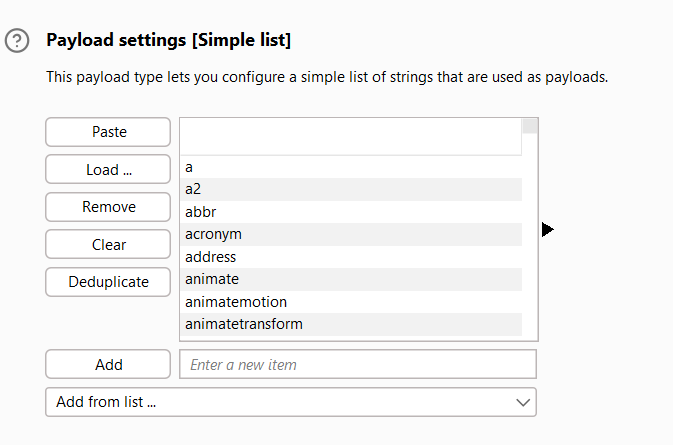 ?
Payload settings [Simple list]
This payload type lets you configure a simple list of strings that are used as payloads.
Paste
Load ...
Remove
Clear
Deduplicate
a
a2
abbr
acronym
address
animate
animatemotion
animatetransform
Add
Enter a new item
Add from list ...